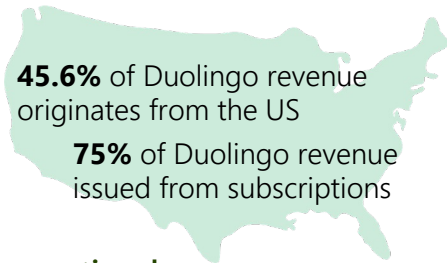 45.6% of Duolingo revenue
originates from the US
75% of Duolingo revenue
issued from subscriptions